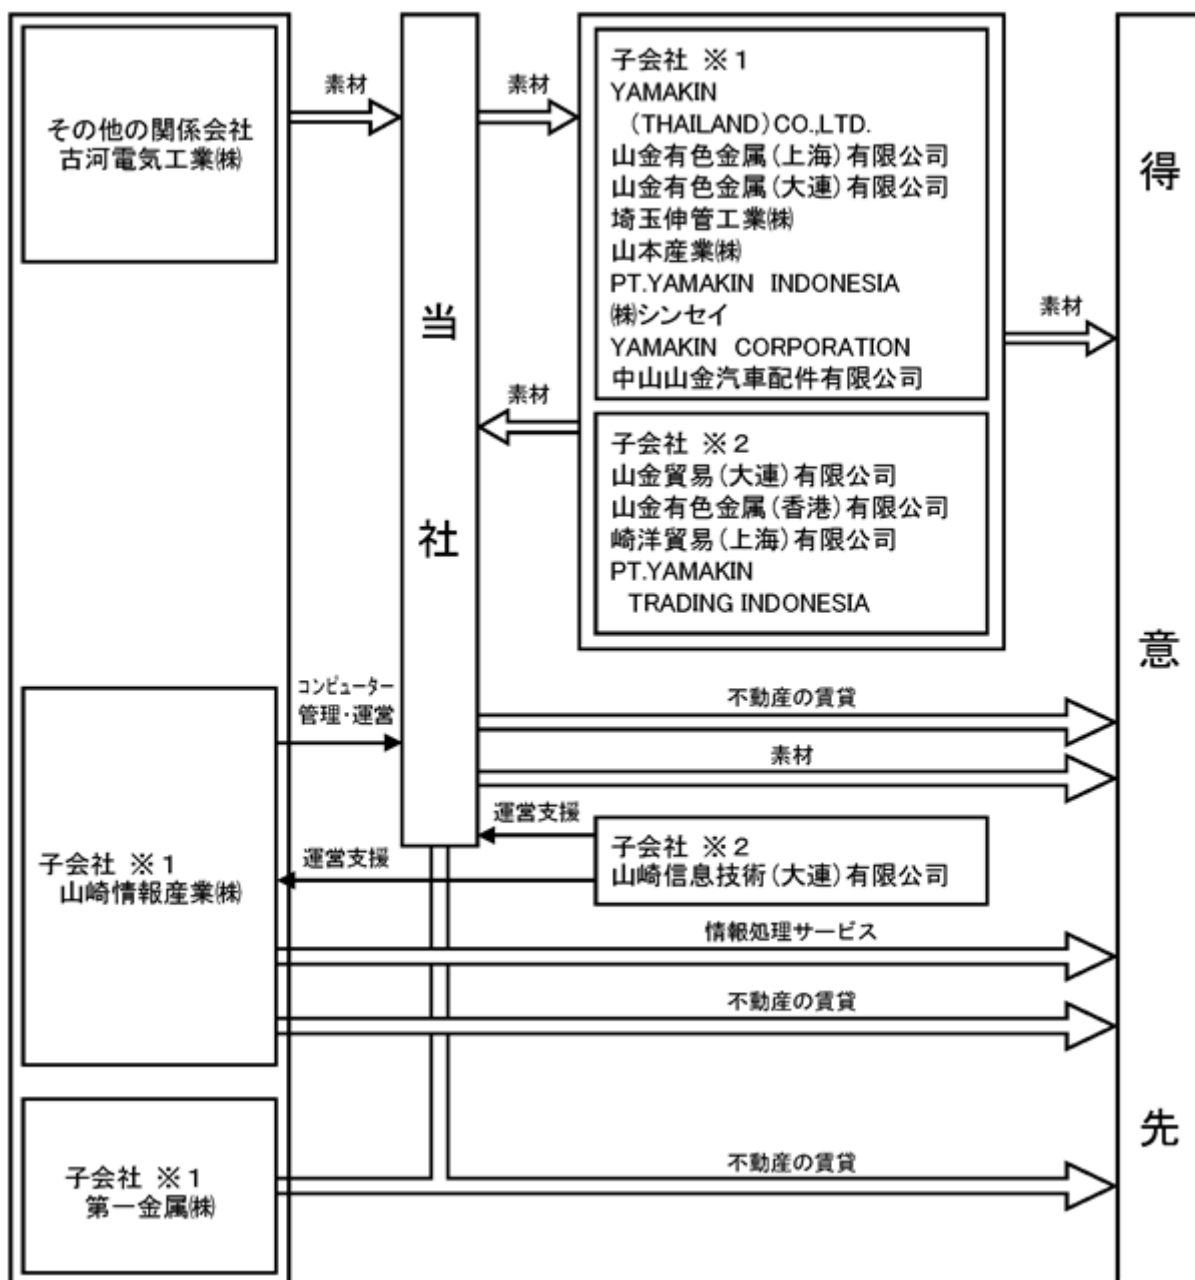 その他の関係会社
古河電気工業㈱
素材
当社
素材
子会社 ※１
YAMAKIN
（THAILAND）CO.,LTD.
山金有色金属（上海）有限公司
山金有色金属（大連）有限公司
埼玉伸管工業㈱
山本産業㈱
PT.YAMAKIN INDONESIA
㈱シンセイ
YAMAKIN CORPORATION
中山山金汽車配件有限公司
素材
子会社 ※２
山金貿易（大連）有限公司
山金有色金属（香港）有限公司
崎洋貿易（上海）有限公司
PT.YAMAKIN
TRADING INDONESIA
素材
得意先
コンピューター
管理・運営
不動産の賃貸
素材
運営支援
子会社 ※２
山崎信息技術（大連）有限公司
運営支援
子会社 ※１
山崎情報産業㈱
情報処理サービス
不動産の賃貸
子会社 ※１
第一金属㈱
不動産の賃貸